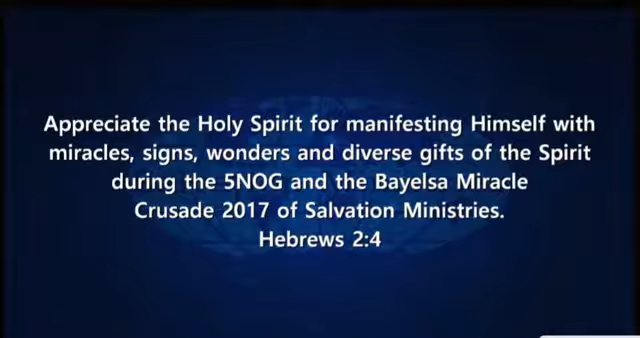 Appreciate the Holy Spirit for manifesting Himself with
miracles, signs, wonders and diverse gifts of the Spirit
during the 5NOG and the Bayelsa Miracle
Crusade 2017 of Salvation Ministries.
Hebrews 2:4